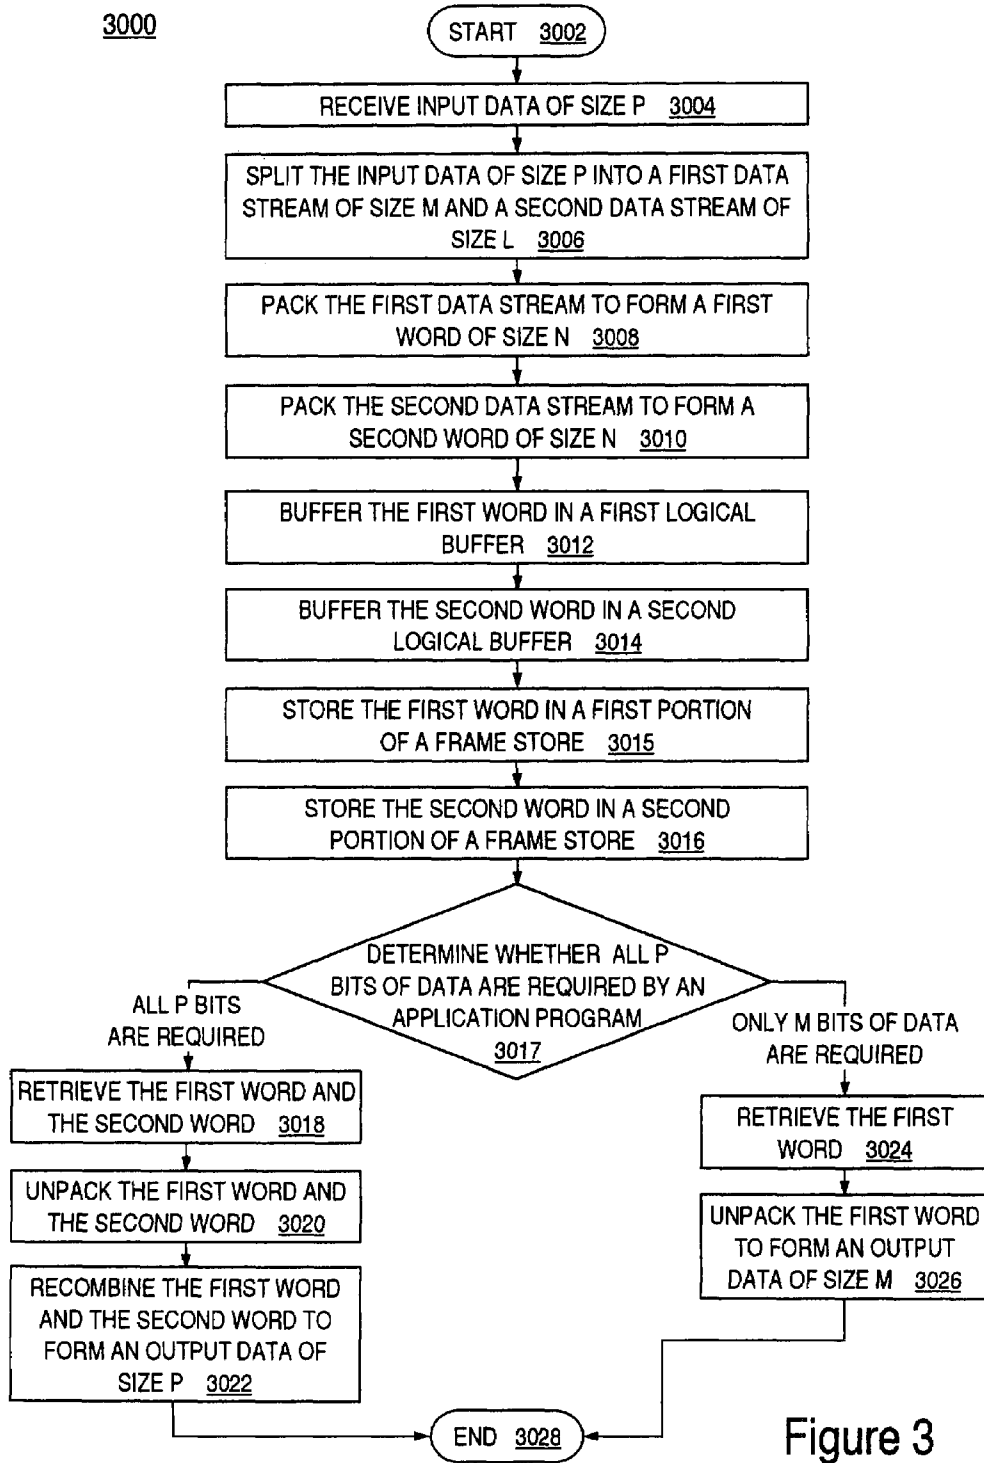 3000
START 3002
RECEIVE INPUT DATA OF SIZE P 3004
SPLIT THE INPUT DATA OF SIZE P INTO A FIRST DATA
STREAM OF SIZE M AND A SECOND DATA STREAM OF
SIZE L 3006
PACK THE FIRST DATA STREAM TO FORM A FIRST
WORD OF SIZE N 3008
PACK THE SECOND DATA STREAM TO FORM A
SECOND WORD OF SIZE N 3010
BUFFER THE FIRST WORD IN A FIRST LOGICAL
BUFFER 3012
BUFFER THE SECOND WORD IN A SECOND
LOGICAL BUFFER 3014
STORE THE FIRST WORD IN A FIRST PORTION
OF A FRAME STORE 3015
STORE THE SECOND WORD IN A SECOND
PORTION OF A FRAME STORE 3016
DETERMINE WHETHER ALL P
BITS OF DATA ARE REQUIRED BY AN
APPLICATION PROGRAM
3017
ALL P BITS
ARE REQUIRED
RETRIEVE THE FIRST WORD AND
THE SECOND WORD 3018
UNPACK THE FIRST WORD AND
THE SECOND WORD 3020
RECOMBINE THE FIRST WORD
AND THE SECOND WORD TO
FORM AN OUTPUT DATA OF
SIZE P 3022
ONLY M BITS OF DATA
ARE REQUIRED
RETRIEVE THE FIRST
WORD 3024
UNPACK THE FIRST WORD
TO FORM AN OUTPUT
DATA OF SIZE M 3026
END 3028
Figure 3